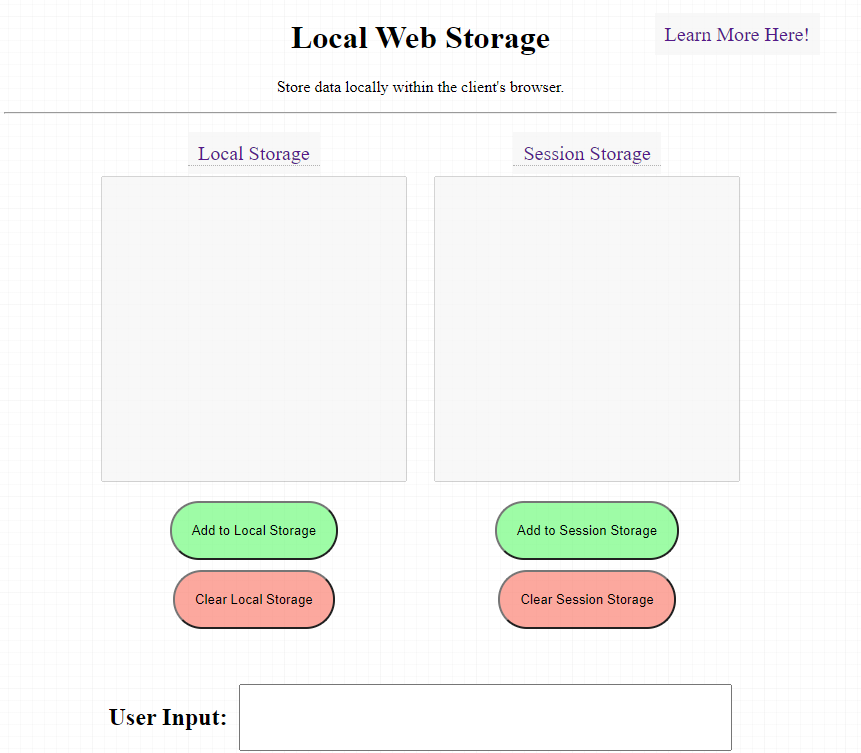 Local Web Storage
Learn More Here!
Store data locally within the client's browser.
Local Storage
Session Storage
Add to Local Storage
Add to Session Storage
Clear Local Storage
Clear Session Storage
User Input: